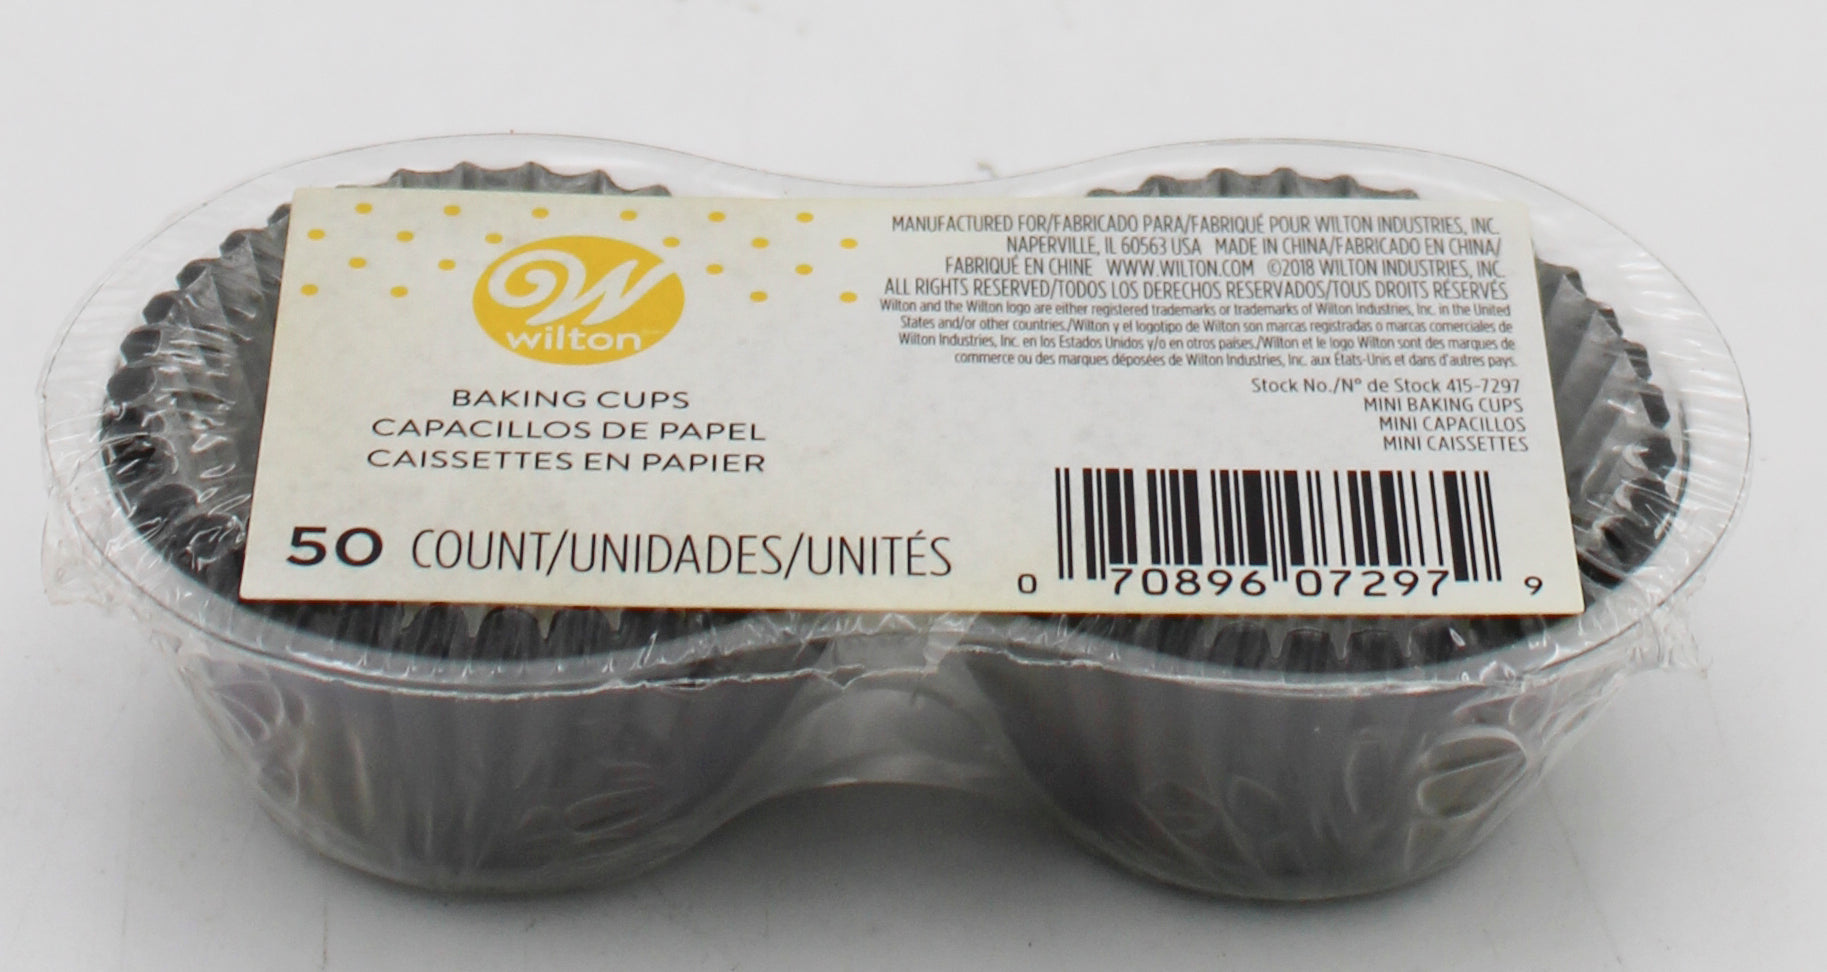 wilton
BAKING CUPS
CAPACILLOS DE PAPEL
CAISSETTES EN PAPIER
50 COUNT/UNIDADES/UNITÉS
MANUFACTURED FOR/FABRICADO PARA/FABRIQUÉ POUR WILTON INDUSTRIES, INC.
NAPERVILLE, IL 60563 USA MADE IN CHINA/FABRICADO EN CHINA/
FABRIQUÉ EN CHINE WWW.WILTON.COM ©2018 WILTON INDUSTRIES, INC.
ALL RIGHTS RESERVED/TODOS LOS DERECHOS RESERVADOS/TOUS DROITS RÉSERVÉS
Wilton and the Wilton logo are either registered trademarks or trademarks of Wilton Industries, Inc. in the United
States and/or other countries./Wilton y el logotipo de Wilton son marcas registradas o marcas comerciales de
Wilton Industries, Inc. en los Estados Unidos y/o en otros países./Wilton et le logo Wilton sont des marques de
commerce ou des marques déposées de Wilton Industries, Inc. aux États-Unis et dans d'autres pays.
Stock No./N° de Stock 415-7297
MINI BAKING CUPS
MINI CAPACILLOS
MINI CAISSETTES
0 70896 07297 9